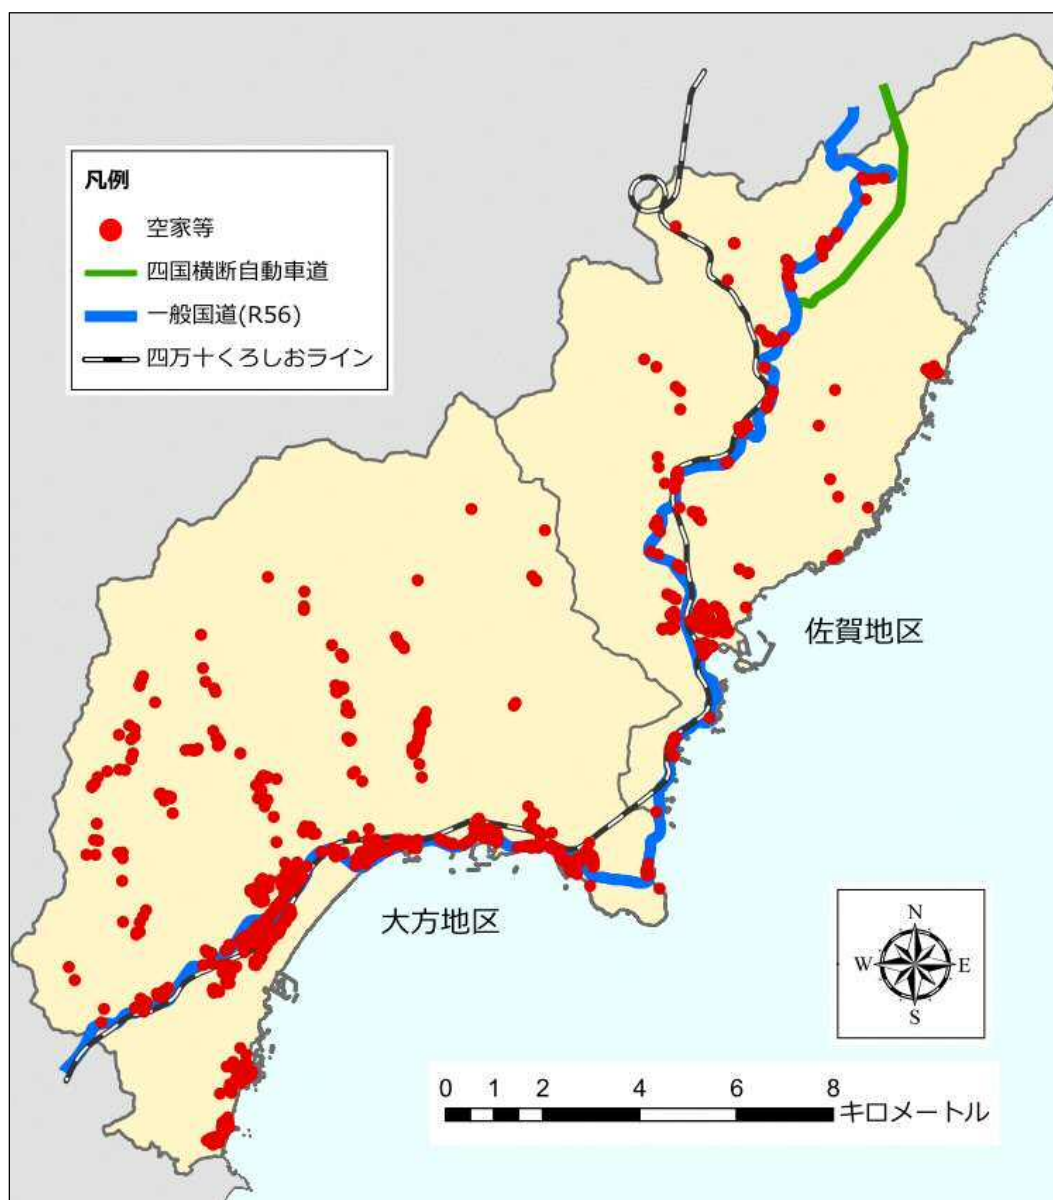 凡例
空家等
四国横断自動車道
一般国道(R56)
四万十くろしおライン
佐賀地区
大方地区
N
W E
S
0 1 2 4 6 8
キロメートル